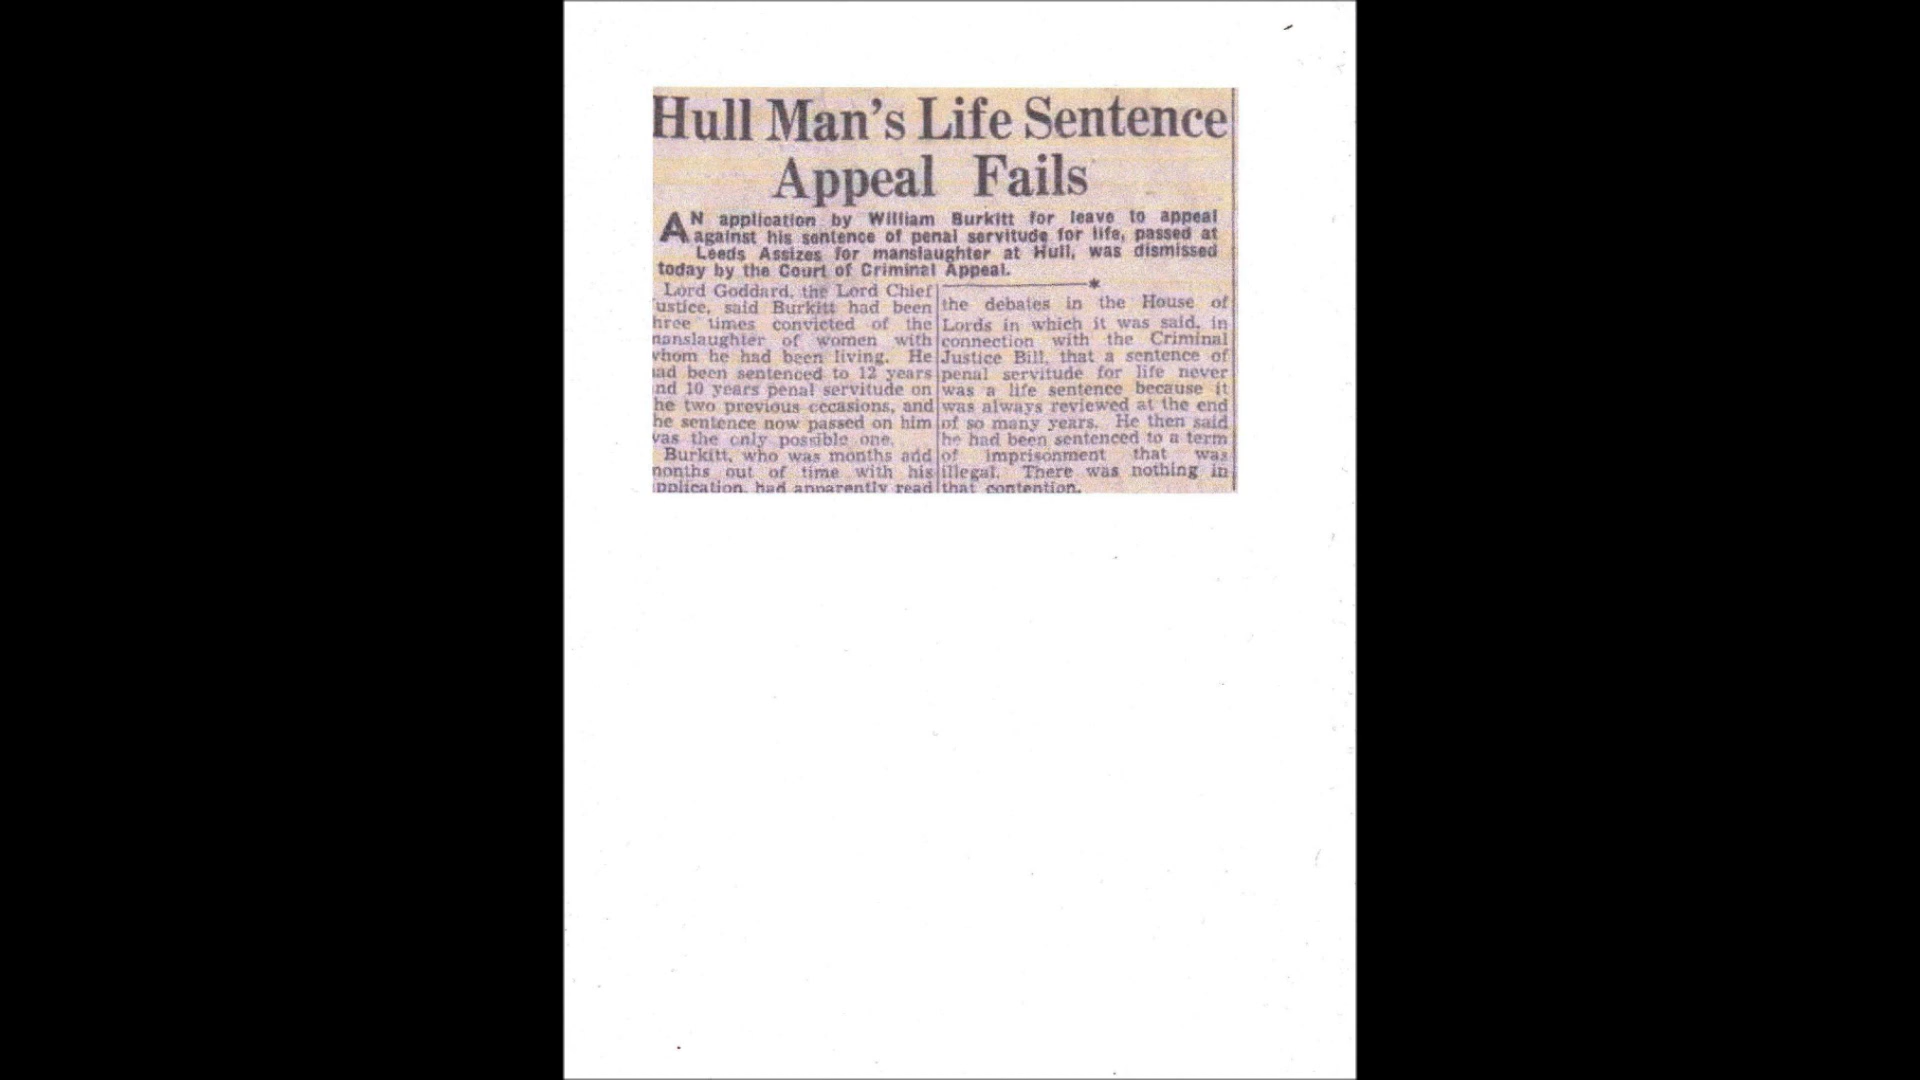 Hull Man's Life Sentence
Appeal Fails
AN application by William Burkitt for leave to appeal
against his sentence of penal servitude for life, passed at
Leeds Assizes for manslaughter at Hull, was dismissed
today by the Court of Criminal Appeal.
Lord Goddard, the Lord Chief
ustice, said Burkitt had been
hree times convicted of the
nanslaughter of women with
vhom he had been living. He
ad been sentenced to 12 years
nd 10 years penal servitude on
he two previous occasions, and
he sentence now passed on him
vas the only possible one.
Burkitt, who was months and
nonths out of time with his
pplication, had apparently read
*
the debates in the House of
Lords in which it was said, in
connection with the Criminal
Justice Bill, that a sentence of
penal servitude for life never
was a life sentence because it
was always reviewed at the end
of so many years. He then said
he had been sentenced to a term
of imprisonment that was
illegal. There was nothing in
that contention.